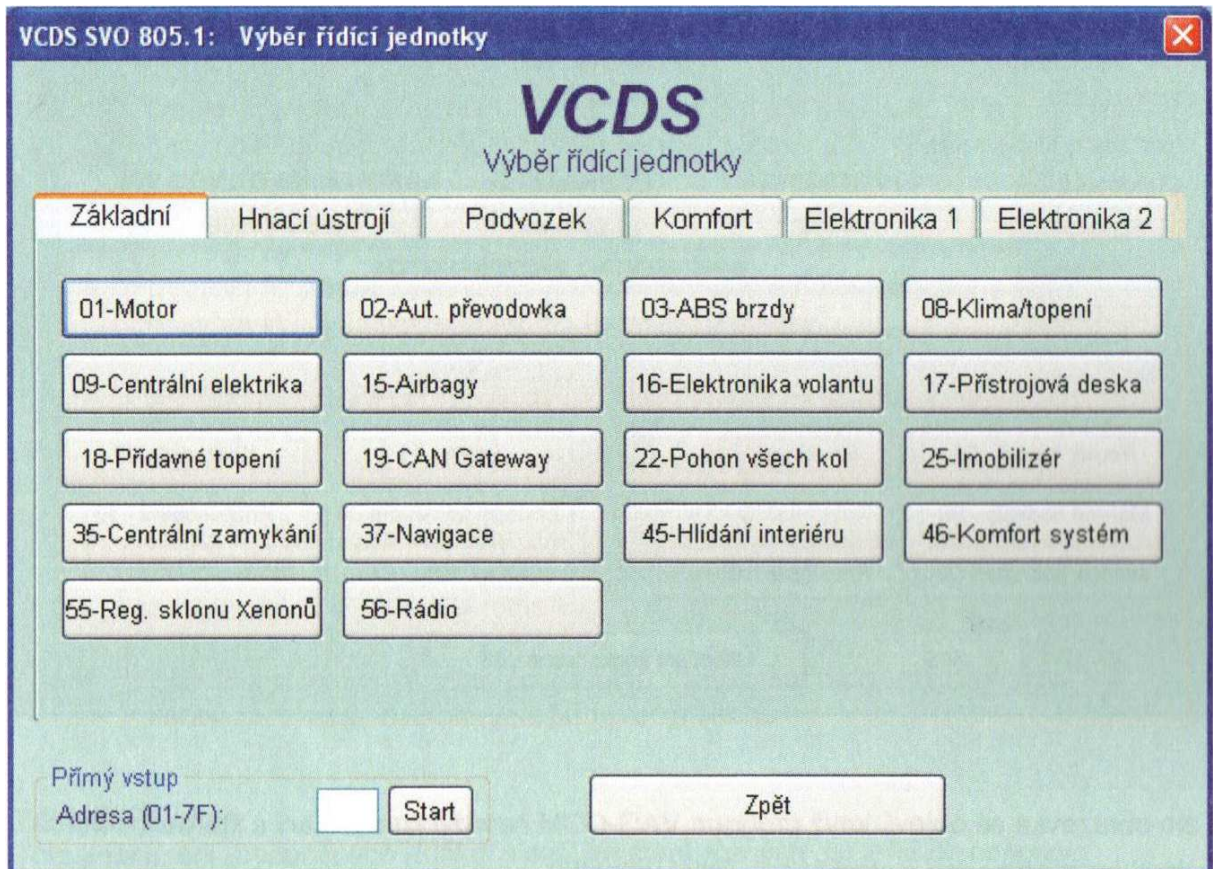 VCDS SVO 805.1: Výběr řídící jednotky
VCDS
Výběr řídící jednotky
Základní Hnací ústrojí Podvozek Komfort Elektronika 1 Elektronika 2
01-Motor 02-Aut. převodovka 03-ABS brzdy 08-Klima/topení
09-Centrální elektrika 15-Airbagy 16-Elektronika volantu 17-Přístrojová deska
18-Přídavné topení 19-CAN Gateway 22-Pohon všech kol 25-Imobilizér
35-Centrální zamykání 37-Navigace 45-Hlídání interiéru 46-Komfort systém
55-Reg. sklonu Xenonů 56-Rádio
Přímý vstup
Adresa (01-7F): Start Zpět